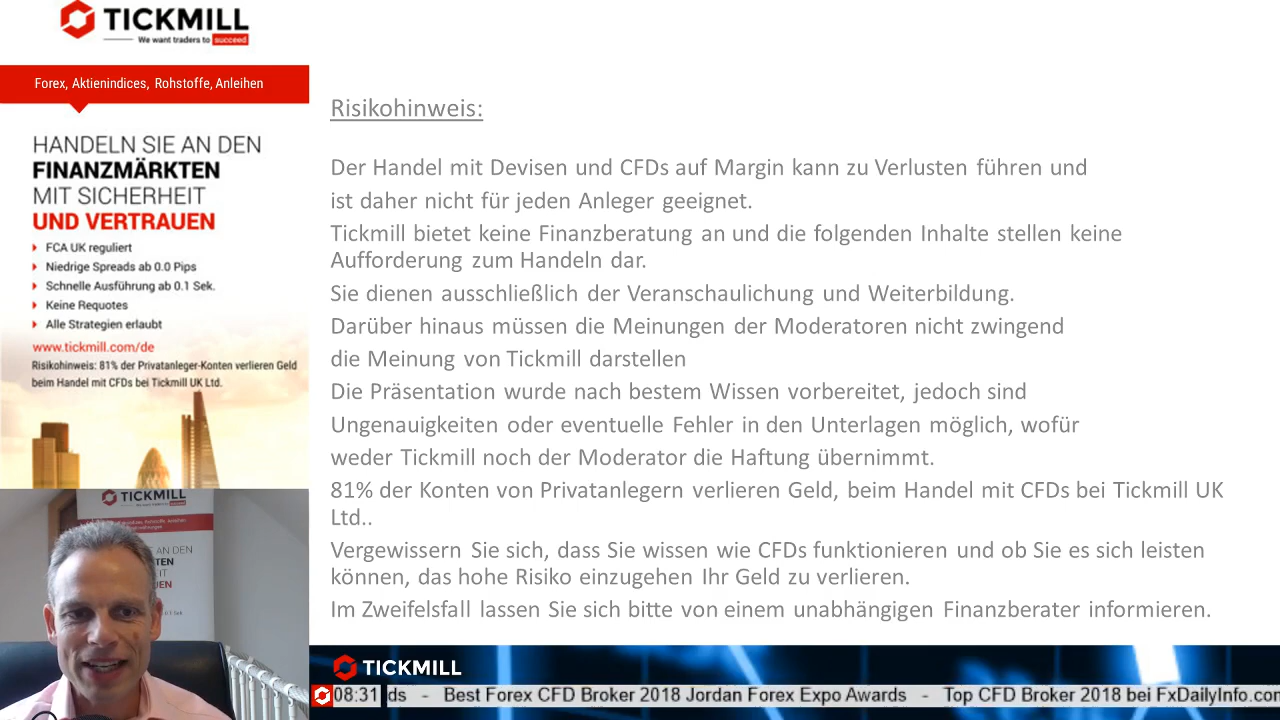 TICKMILL
We want traders to succeed
Forex, Aktienindices, Rohstoffe, Anleihen
HANDELN SIE AN DEN
FINANZMÄRKTEN
MIT SICHERHEIT
UND VERTRAUEN
FCA UK reguliert
Niedrige Spreads ab 0.0 Pips
Schnelle Ausführung ab 0.1 Sek.
Keine Requotes
Alle Strategien erlaubt
www.tickmill.com/de
Risikohinweis: 81% der Privatanleger-Konten verlieren Geld
beim Handel mit CFDs bei Tickmill UK Ltd.
Risikohinweis:
Der Handel mit Devisen und CFDs auf Margin kann zu Verlusten führen und
ist daher nicht für jeden Anleger geeignet.
Tickmill bietet keine Finanzberatung an und die folgenden Inhalte stellen keine
Aufforderung zum Handeln dar.
Sie dienen ausschließlich der Veranschaulichung und Weiterbildung.
Darüber hinaus müssen die Meinungen der Moderatoren nicht zwingend
die Meinung von Tickmill darstellen
Die Präsentation wurde nach bestem Wissen vorbereitet, jedoch sind
Ungenauigkeiten oder eventuelle Fehler in den Unterlagen möglich, wofür
weder Tickmill noch der Moderator die Haftung übernimmt.
81% der Konten von Privatanlegern verlieren Geld, beim Handel mit CFDs bei Tickmill UK
Ltd..
Vergewissern Sie sich, dass Sie wissen wie CFDs funktionieren und ob Sie es sich leisten
können, das hohe Risiko einzugehen Ihr Geld zu verlieren.
Im Zweifelsfall lassen Sie sich bitte von einem unabhängigen Finanzberater informieren.
TICKMILL
AN DEN
TICKMILL
08:31 ds - Best Forex CFD Broker 2018 Jordan Forex Expo Awards - Top CFD Broker 2018 bei FxDailyInfo.com